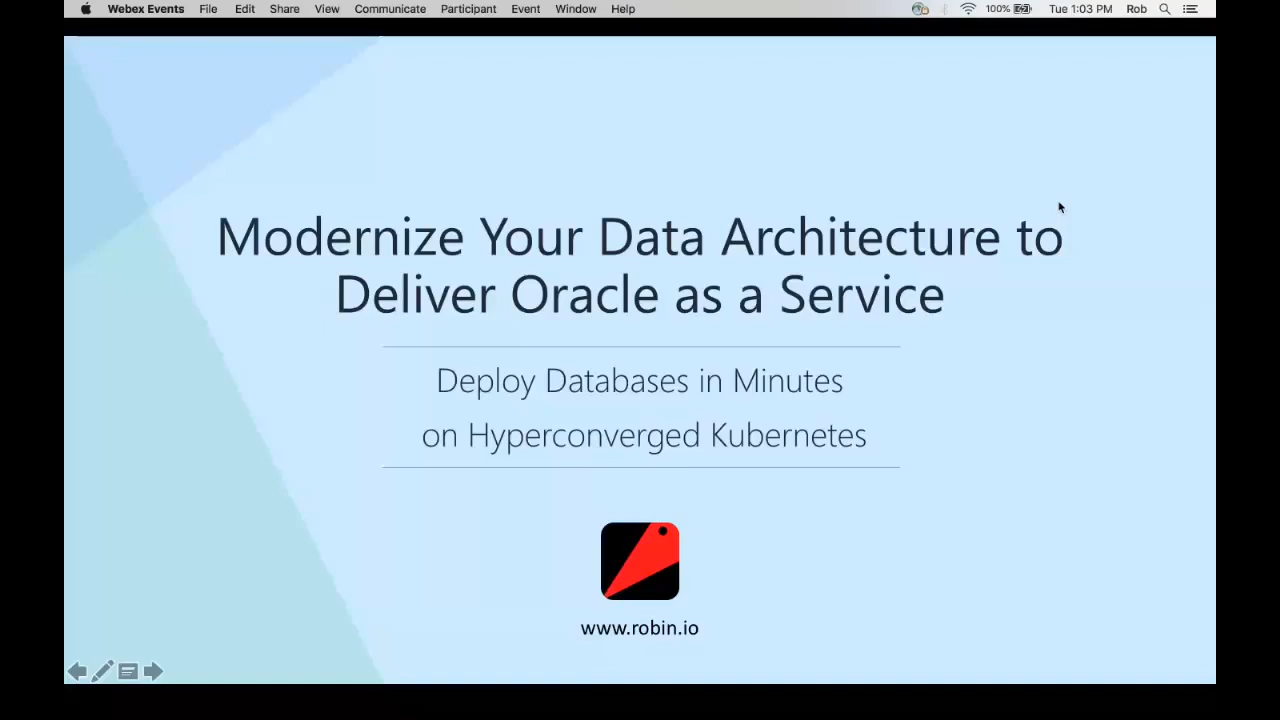 Webex Events File Edit Share View Communicate Participant Event Window Help 100% Tue 1:03 PM Rob
Modernize Your Data Architecture to
Deliver Oracle as a Service
Deploy Databases in Minutes
on Hyperconverged Kubernetes
www.robin.io